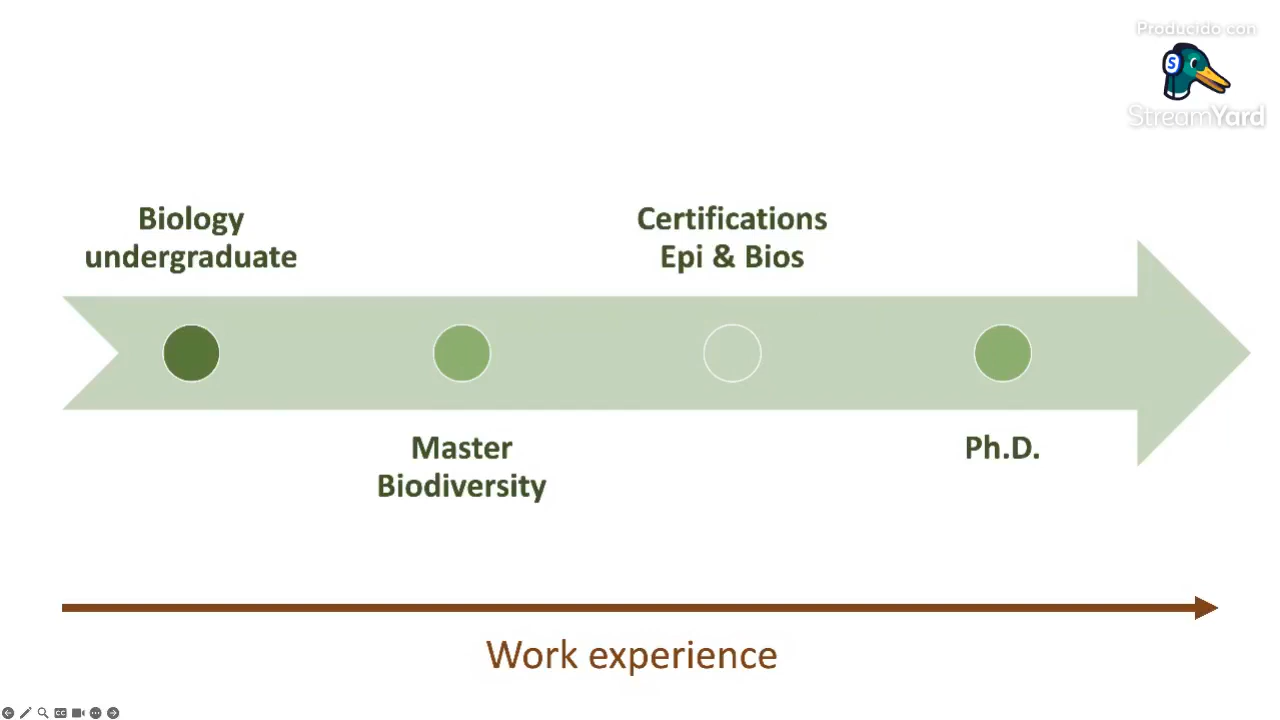 Producido con
StreamYard
Biology
undergraduate
Certifications
Epi & Bios
Master
Biodiversity
Ph.D.
Work experience